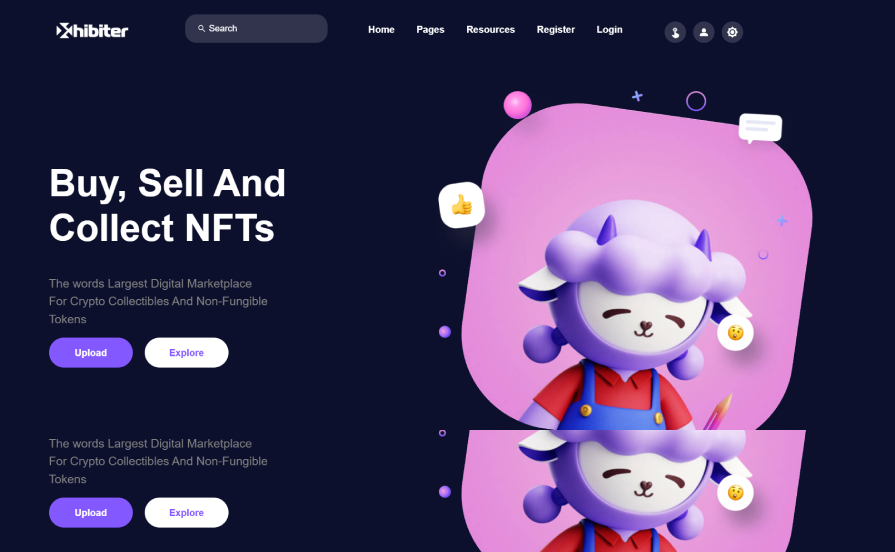 Xhibiter
Search
Home
Pages
Resources
Register
Login
Buy, Sell And
Collect NFTs
The words Largest Digital Marketplace
For Crypto Collectibles And Non-Fungible
Tokens
Upload
Explore
The words Largest Digital Marketplace
For Crypto Collectibles And Non-Fungible
Tokens
Upload
Explore